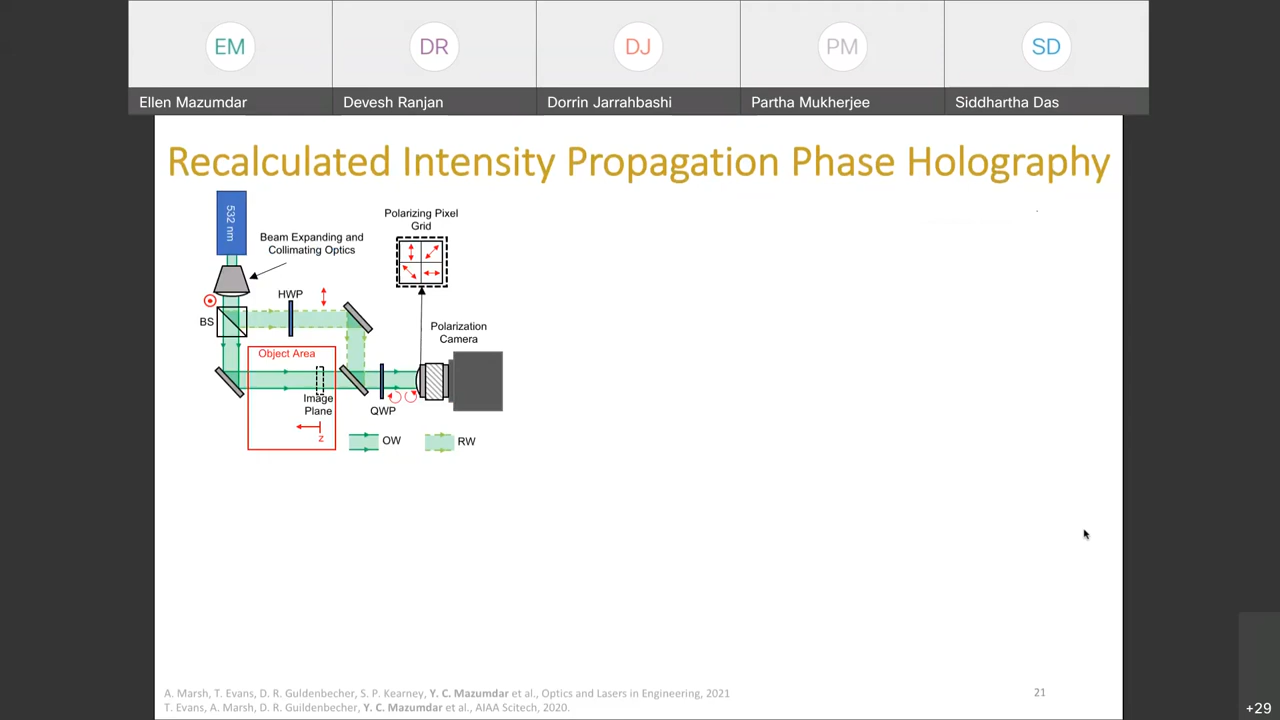 EM
DR
DJ
PM
SD
Ellen Mazumdar
Devesh Ranjan
Dorrin Jarrahbashi
Partha Mukherjee
Siddhartha Das
Recalculated Intensity Propagation Phase Holography
532 nm
Beam Expanding and
Collimating Optics
Polarizing Pixel
Grid
HWP
BS
Polarization
Camera
Object Area
Image
Plane
z
QWP
OW
RW
A. Marsh, T. Evans, D. R. Guldenbecher, S. P. Kearney, Y. C. Mazumdar et al., Optics and Lasers in Engineering, 2021
T. Evans, A. Marsh, D. R. Guildenbecher, Y. C. Mazumdar et al., AIAA Scitech, 2020.
21
+29